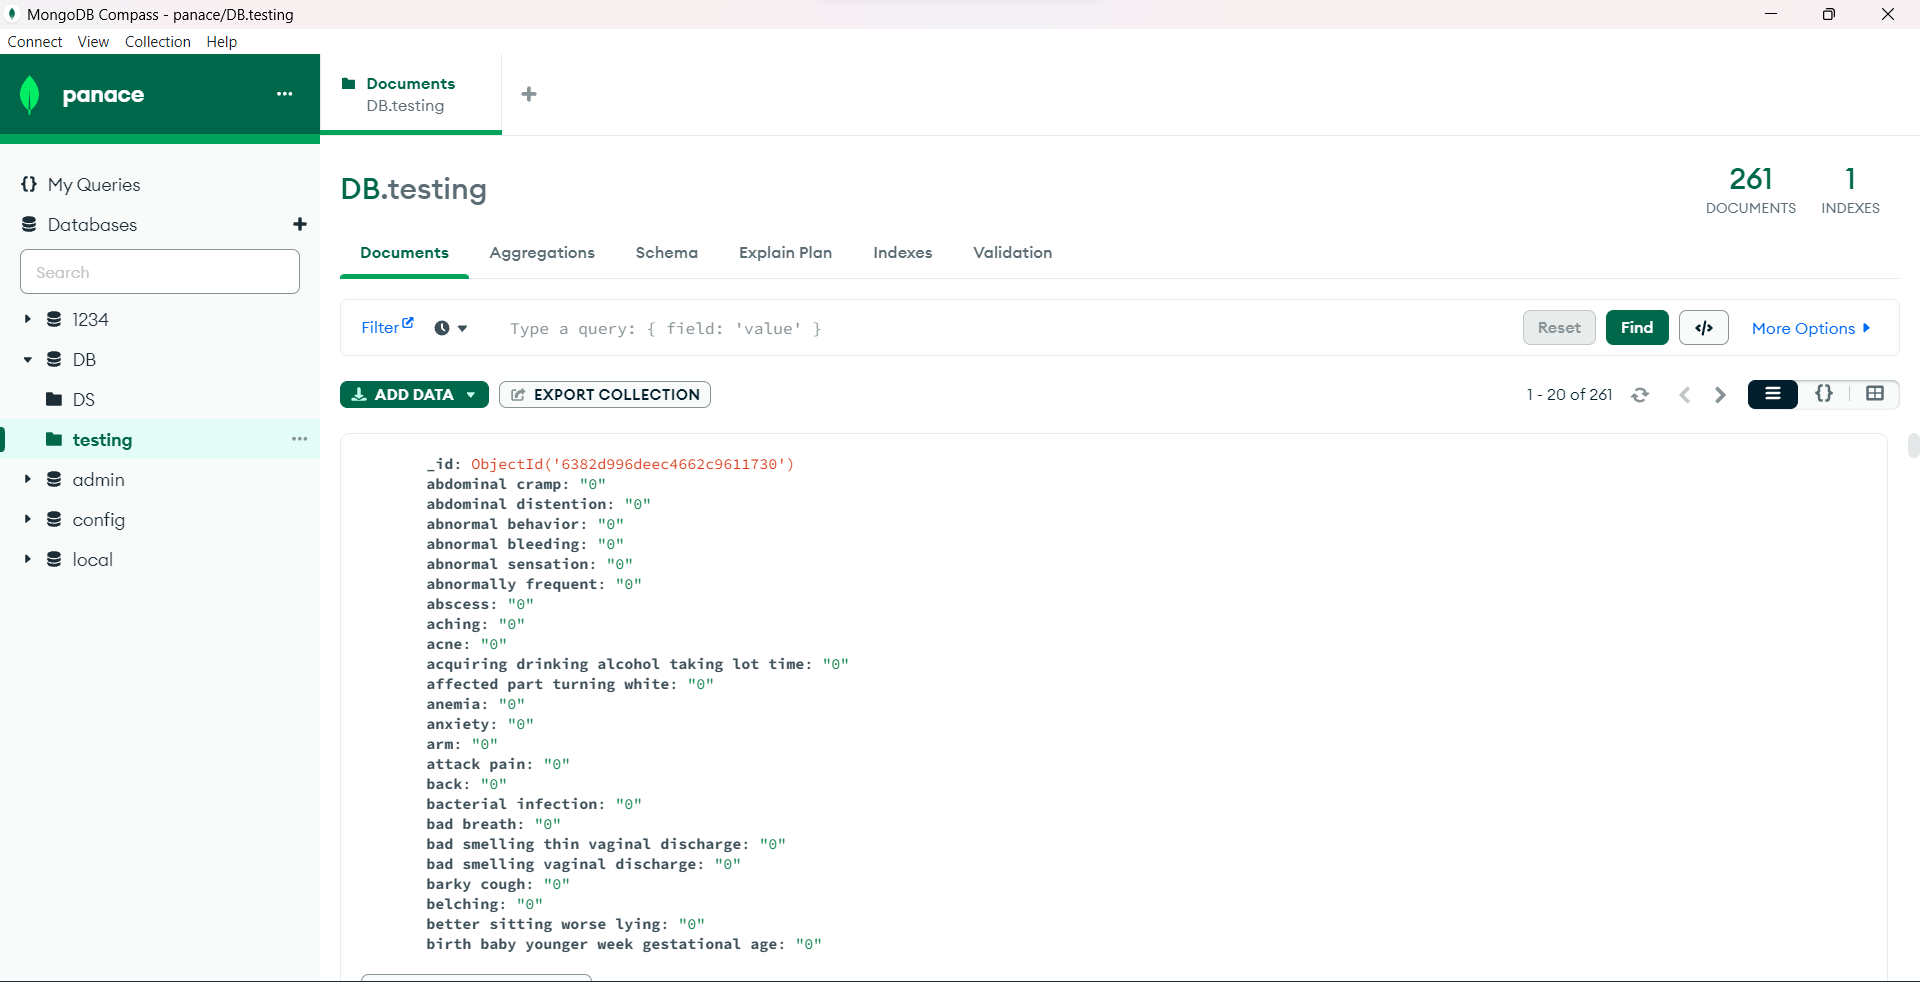 MongoDB Compass - panace/DB.testing
Connect View Collection Help
panace
Documents
DB.testing
My Queries
Databases
Search
1234
DB
DS
testing
admin
config
local
DB.testing
261
DOCUMENTS
1
INDEXES
Documents Aggregations Schema Explain Plan Indexes Validation
Filter Type a query: { field: 'value' } Reset Find </> More Options
ADD DATA EXPORT COLLECTION 1 - 20 of 261 {}
_id: ObjectId('6382d996deec4662c9611730')
abdominal cramp: "0"
abdominal distention: "0"
abnormal behavior: "0"
abnormal bleeding: "0"
abnormal sensation: "0"
abnormally frequent: "0"
abscess: "0"
aching: "0"
acne: "0"
acquiring drinking alcohol taking lot time: "0"
affected part turning white: "0"
anemia: "0"
anxiety: "0"
arm: "0"
attack pain: "0"
back: "0"
bacterial infection: "0"
bad breath: "0"
bad smelling thin vaginal discharge: "0"
bad smelling vaginal discharge: "0"
barky cough: "0"
belching: "0"
better sitting worse lying: "0"
birth baby younger week gestational age: "0"